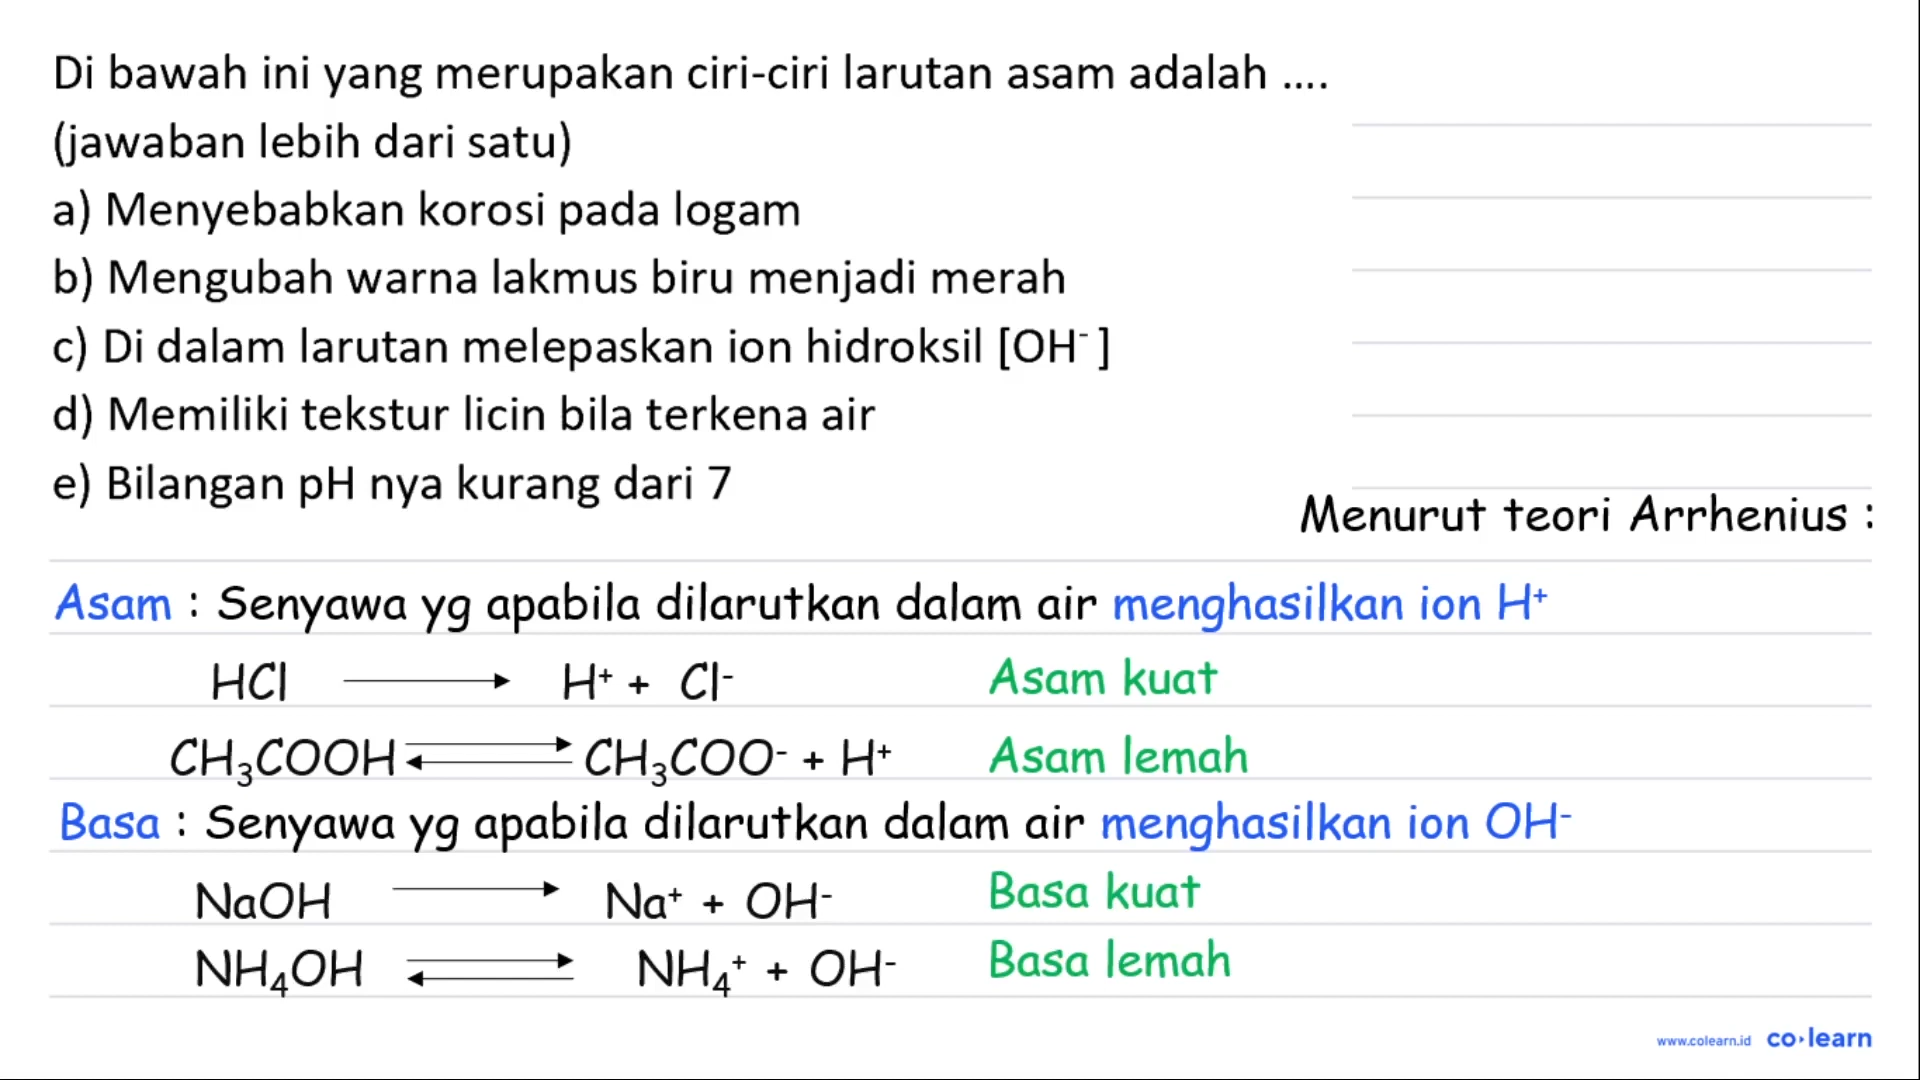 Di bawah ini yang merupakan ciri-ciri larutan asam adalah ....
(jawaban lebih dari satu)
a) Menyebabkan korosi pada logam
b) Mengubah warna lakmus biru menjadi merah
c) Di dalam larutan melepaskan ion hidroksil [OH⁻ ]
d) Memiliki tekstur licin bila terkena air
e) Bilangan pH nya kurang dari 7
Menurut teori Arrhenius :
Asam : Senyawa yg apabila dilarutkan dalam air menghasilkan ion H⁺
HCl ⟶ H⁺ + Cl⁻ Asam kuat
CH₃COOH ⇄ CH₃COO⁻ + H⁺ Asam lemah
Basa : Senyawa yg apabila dilarutkan dalam air menghasilkan ion OH⁻
NaOH ⟶ Na⁺ + OH⁻ Basa kuat
NH₄OH ⇄ NH₄⁺ + OH⁻ Basa lemah
www.colearn.id co·learn